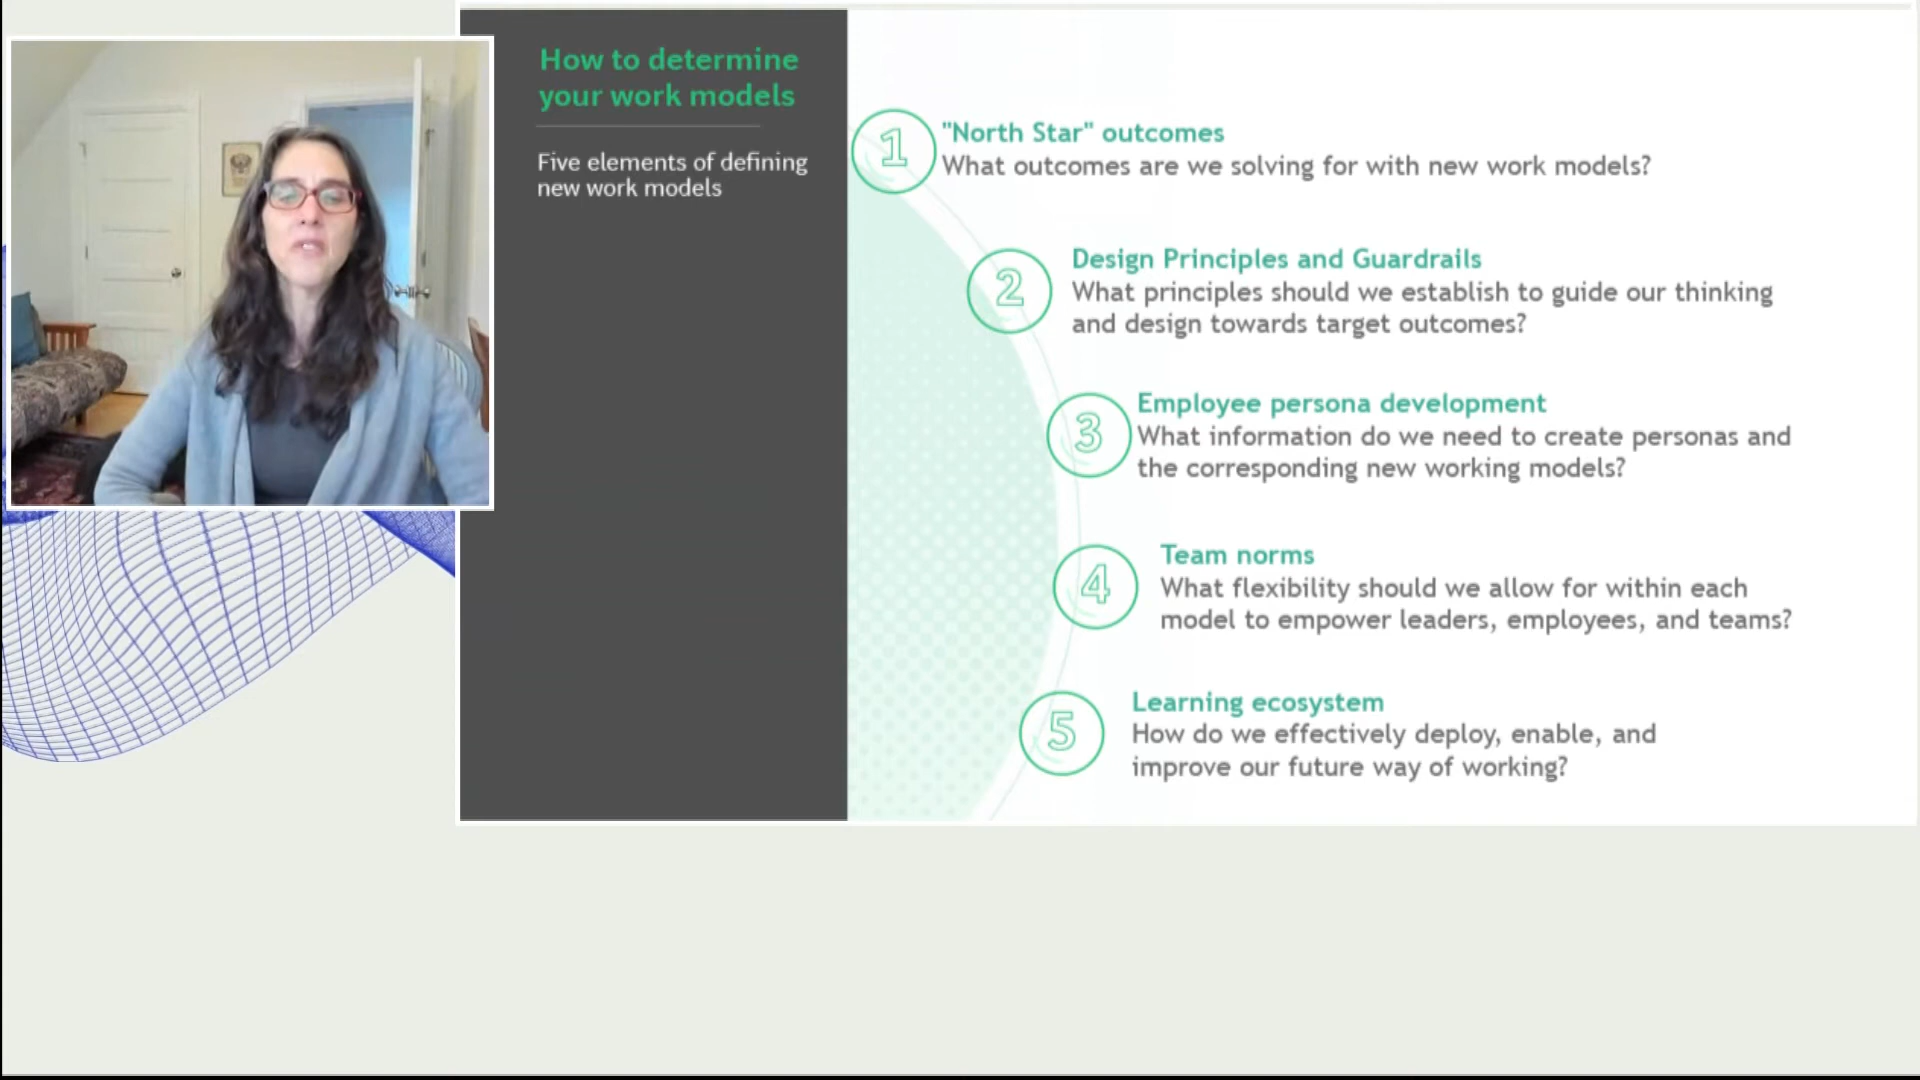 How to determine
your work models
Five elements of defining
new work models
1
"North Star" outcomes
What outcomes are we solving for with new work models?
2
Design Principles and Guardrails
What principles should we establish to guide our thinking
and design towards target outcomes?
3
Employee persona development
What information do we need to create personas and
the corresponding new working models?
4
Team norms
What flexibility should we allow for within each
model to empower leaders, employees, and teams?
5
Learning ecosystem
How do we effectively deploy, enable, and
improve our future way of working?